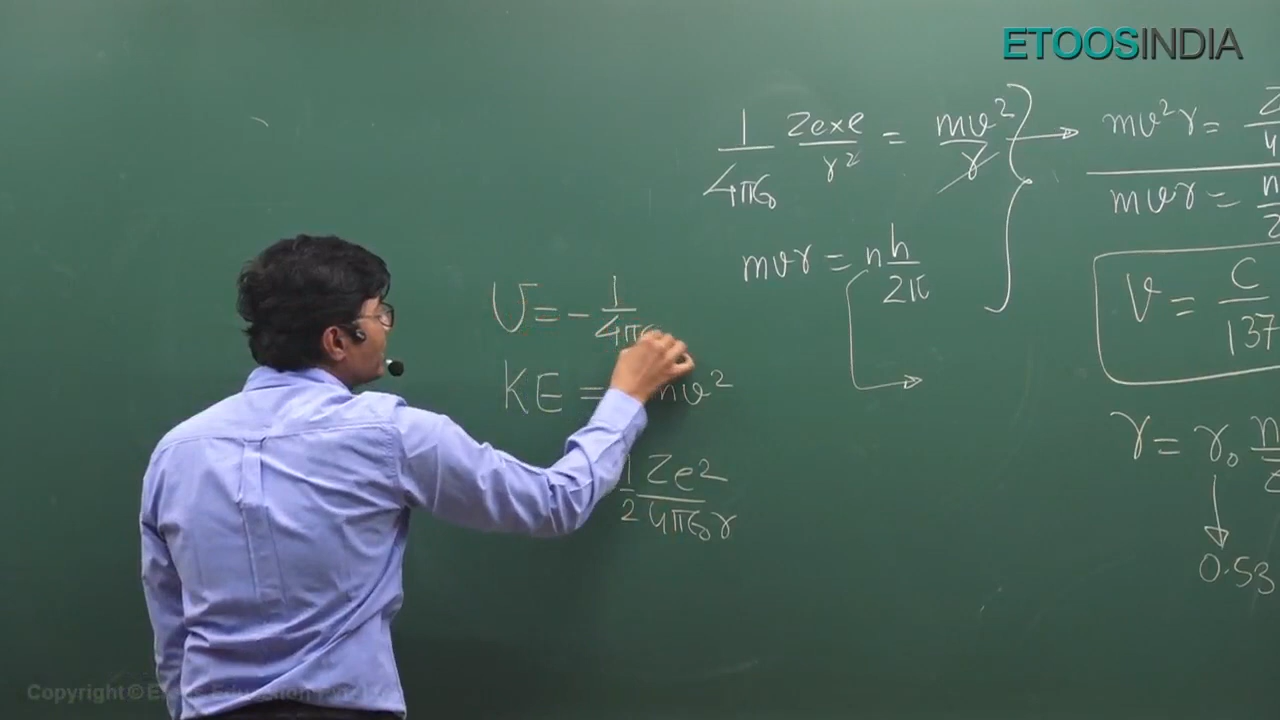 ETOOSINDIA
1/4πϵ₀ Ze×e/r² = mv²/r → mv²r = Z
mvr = n h/2π
mvr = n
V = C/137
U = - 1/4πϵ
KE = mv²
1/2 Ze²/4πϵ₀r
r = r₀ n
0.53
Copyright ©